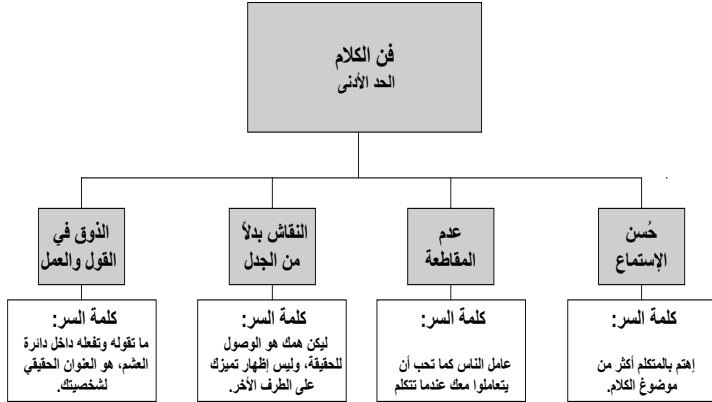 فن الكلام
الحد الأدنى
حُسن
الإستماع
كلمة السر:
إهتم بالمتكلم أكثر من
موضوغ الكلام.
عدم
المقاطعة
كلمة السر:
عامل الناس كما تحب أن
يتعاملوا معك عندما تتكلم
النقاش بدلاً
من الجدل
كلمة السر:
ليكن همك هو الوصول
للحقيقة، وليس إظهار تميزك
على الطرف الأخر.
الذوق في
القول والعمل
كلمة السر:
ما تقوله وتفعله داخل دائرة
العشم، هو العنوان الحقيقي
لشخصيتك.